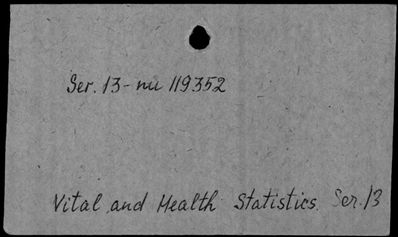 Ser. 13 - nu 119352
Vital and Health Statistics. Ser. 13